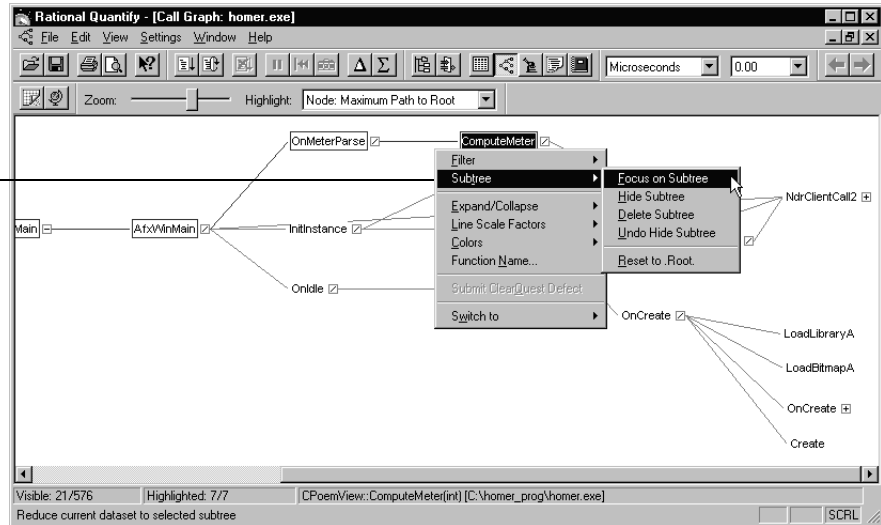 Rational Quantify - [Call Graph: homer.exe]
File Edit View Settings Window Help
Microseconds 0.00
Zoom: Highlight: Node: Maximum Path to Root
OnMeterParse ComputeMeter
Filter
Subtree Focus on Subtree
Hide Subtree NdrClientCall2
Expand/Collapse Delete Subtree
Main AfxWinMain InitInstance Line Scale Factors Undo Hide Subtree
Colors
Function Name... Reset to .Root.
OnIdle Submit ClearQuest Defect
Switch to OnCreate
LoadLibraryA
LoadBitmapA
OnCreate
Create
Visible: 21/576 Highlighted: 7/7 CPoemView::ComputeMeter(int) [C:\homer_prog\homer.exe]
Reduce current dataset to selected subtree SCRL